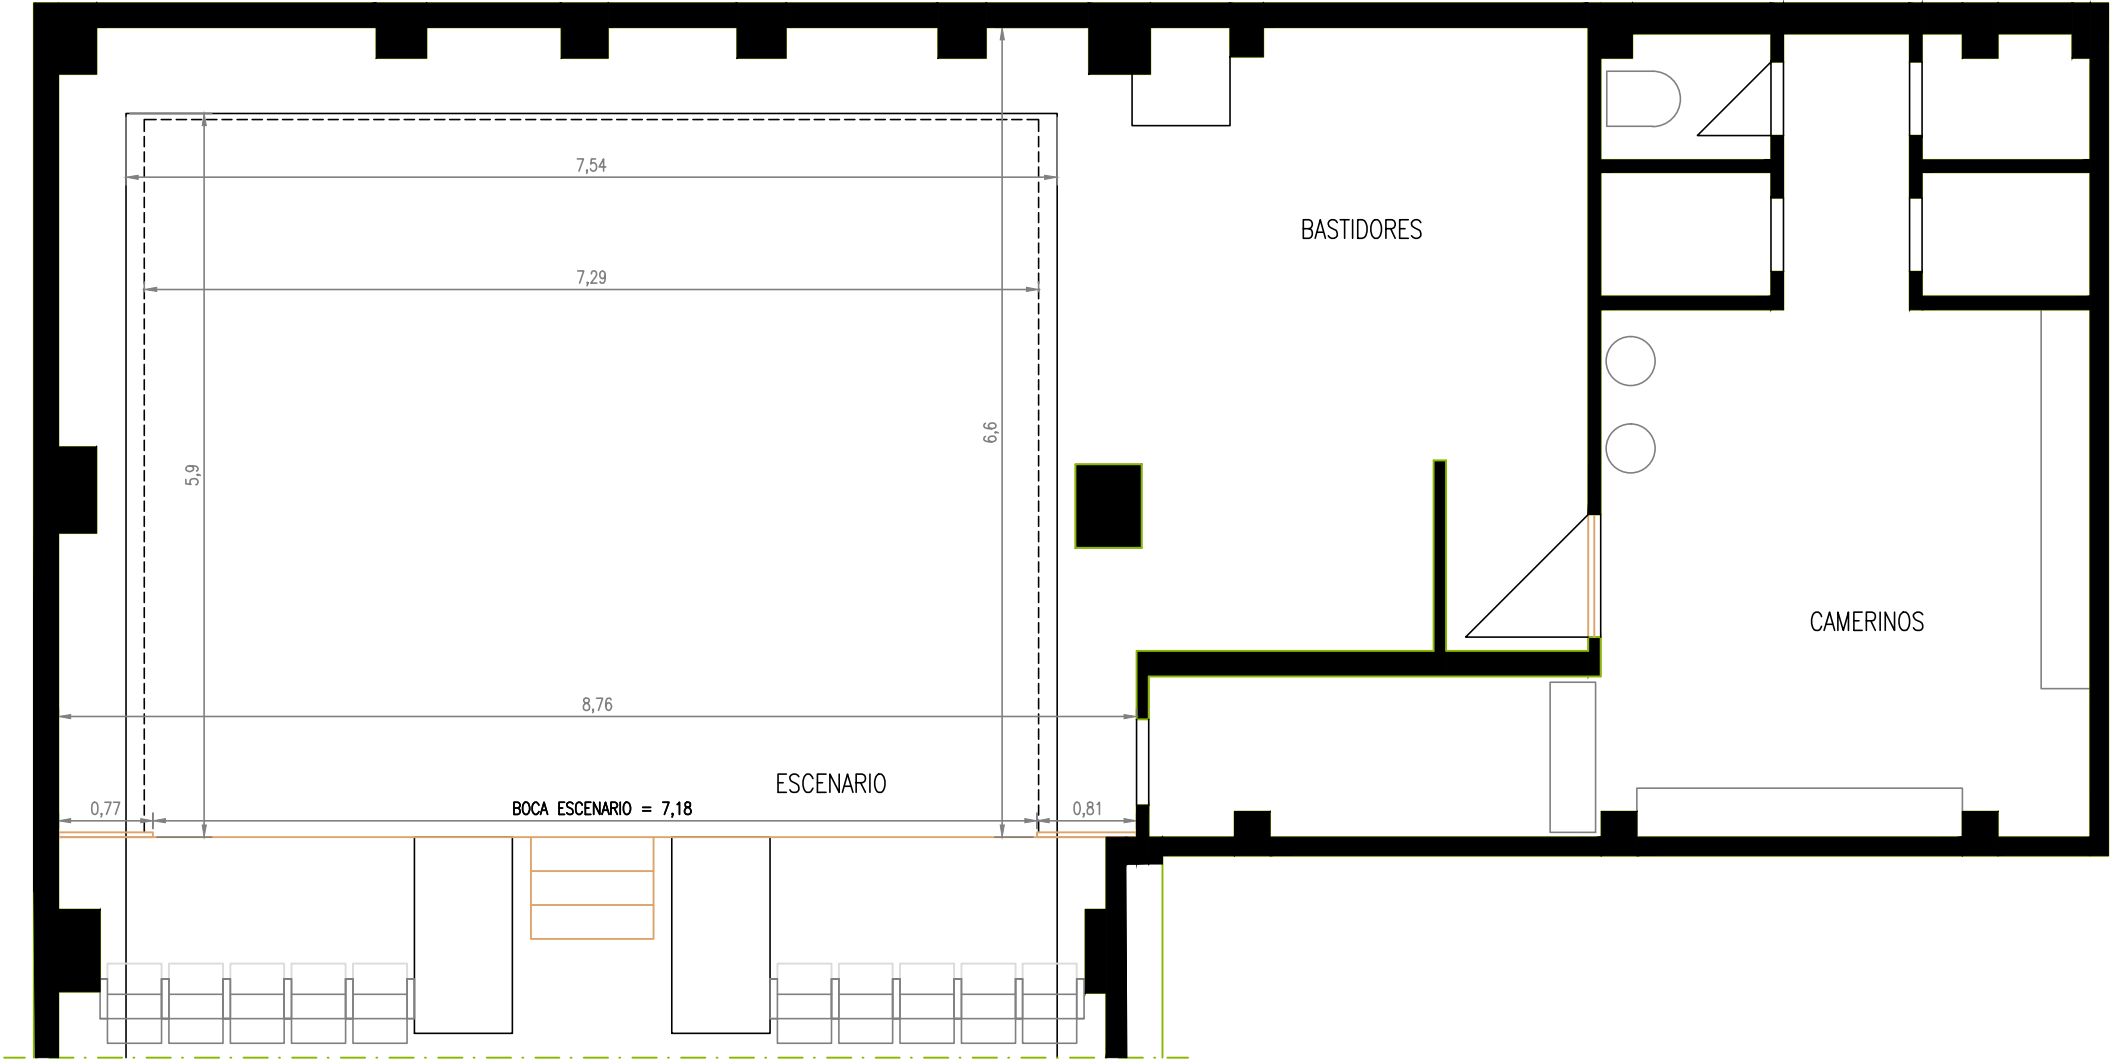 7,54
BASTIDORES
7,29
6,6
5,9
CAMERINOS
8,76
ESCENARIO
0,77
BOCA ESCENARIO = 7,18
0,81